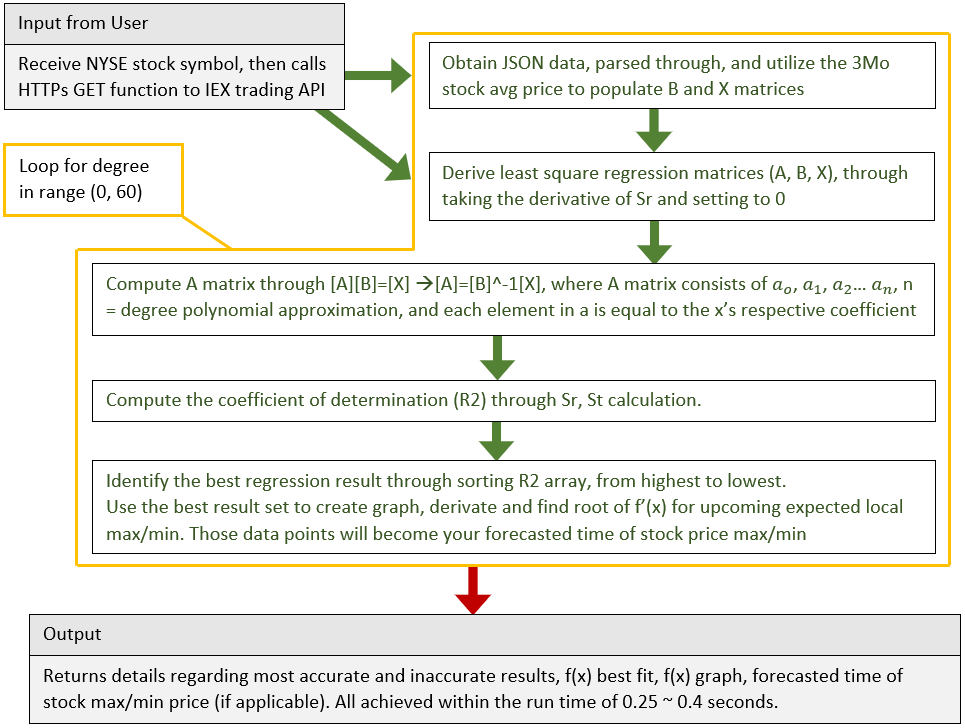 Input from User
Receive NYSE stock symbol, then calls
HTTPs GET function to IEX trading API
Obtain JSON data, parsed through, and utilize the 3Mo
stock avg price to populate B and X matrices
Loop for degree
in range (0, 60)
Derive least square regression matrices (A, B, X), through
taking the derivative of Sr and setting to 0
Compute A matrix through [A][B]=[X] →[A]=[B]^-1[X], where A matrix consists of 𝑎ₒ, 𝑎₁, 𝑎₂… 𝑎ₙ, n
= degree polynomial approximation, and each element in a is equal to the x’s respective coefficient
Compute the coefficient of determination (R2) through Sr, St calculation.
Identify the best regression result through sorting R2 array, from highest to lowest.
Use the best result set to create graph, derivate and find root of f’(x) for upcoming expected local
max/min. Those data points will become your forecasted time of stock price max/min
Output
Returns details regarding most accurate and inaccurate results, f(x) best fit, f(x) graph, forecasted time of
stock max/min price (if applicable). All achieved within the run time of 0.25 ~ 0.4 seconds.